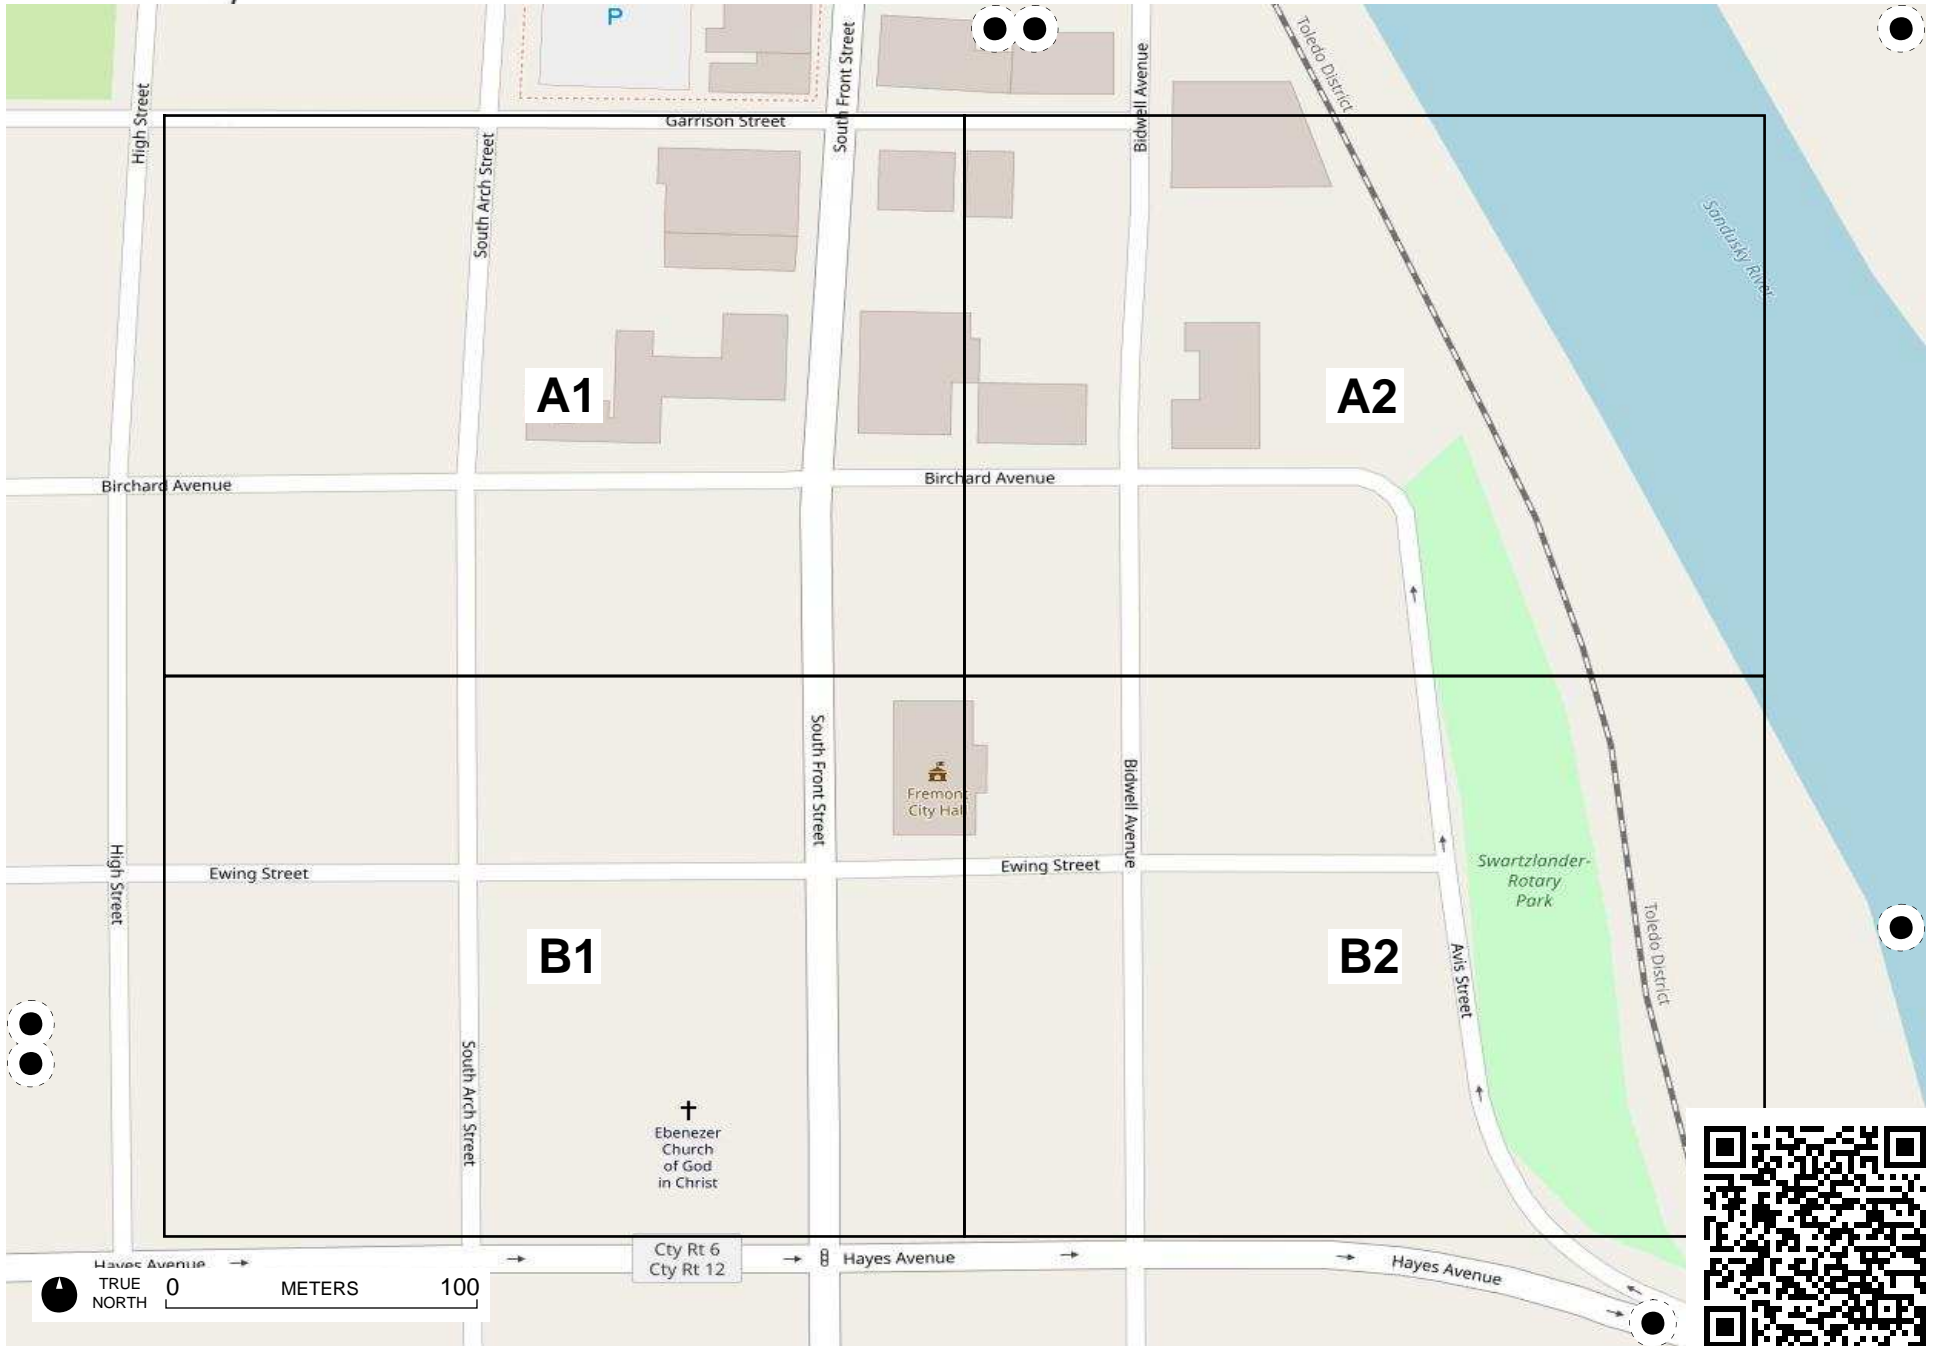 P
South Front Street
Toledo District
High Street
Bidwell Avenue
Garrison Street
South Arch Street
Sandusky River
A1
A2
Birchard Avenue
Birchard Avenue
South Front Street
Fremont
City Hall
Bidwell Avenue
High Street
Ewing Street
Ewing Street
Swartzlander-
Rotary
Park
Toledo District
B1
B2
Avis Street
South Arch Street
Ebenezer
Church
of God
in Christ
Cty Rt 6
Cty Rt 12
Hayes Avenue
Hayes Avenue
Hayes Avenue
TRUE
NORTH
0 METERS 100